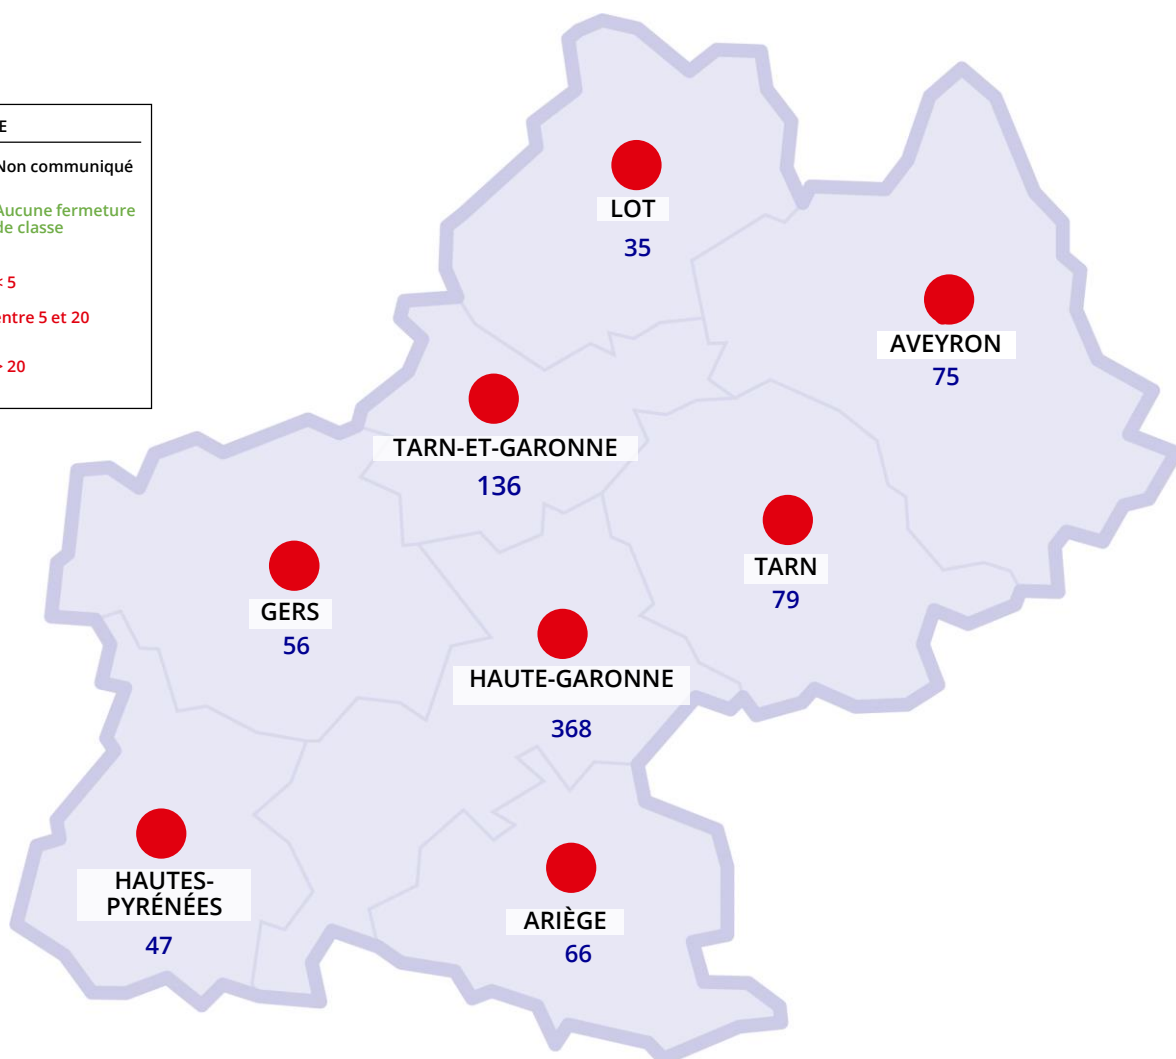 E
Non communiqué
Aucune fermeture
de classe
< 5
entre 5 et 20
> 20
LOT
35
AVEYRON
75
TARN-ET-GARONNE
136
TARN
79
GERS
56
HAUTE-GARONNE
368
HAUTES-
PYRÉNÉES
47
ARIÈGE
66